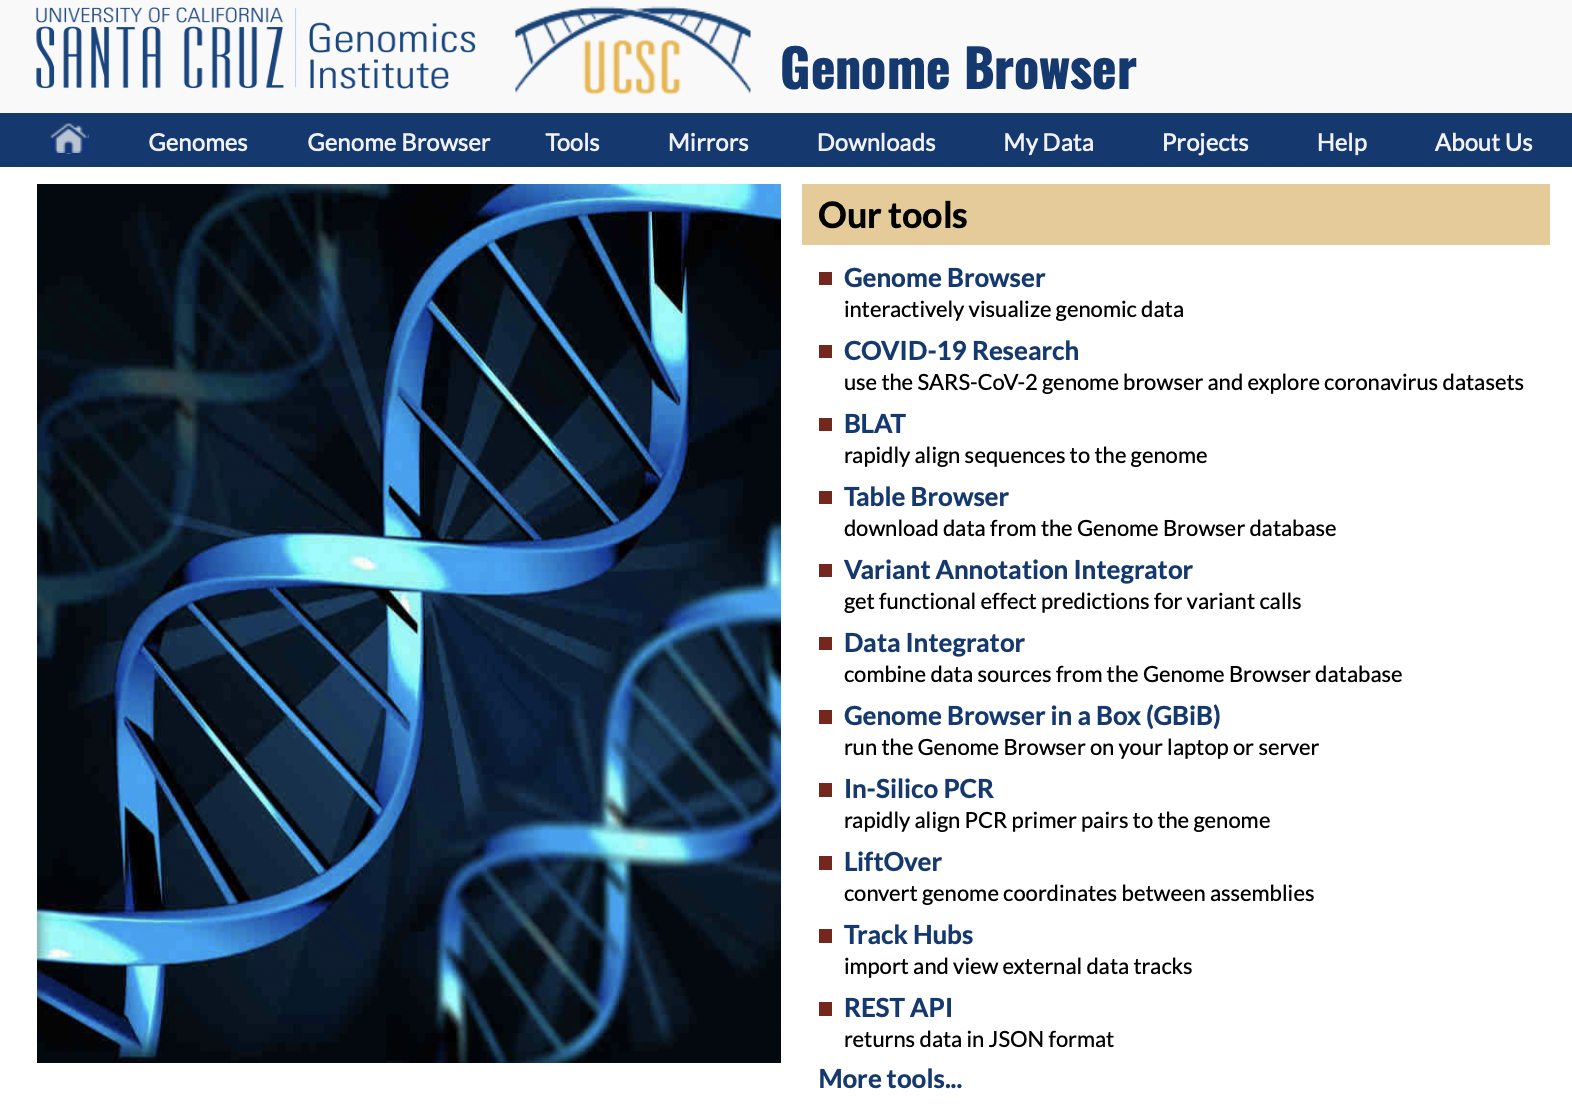 UNIVERSITY OF CALIFORNIA
SANTA CRUZ
Genomics
Institute
UCSC
Genome Browser
Genomes
Genome Browser
Tools
Mirrors
Downloads
My Data
Projects
Help
About Us
Our tools
Genome Browser
interactively visualize genomic data
COVID-19 Research
use the SARS-CoV-2 genome browser and explore coronavirus datasets
BLAT
rapidly align sequences to the genome
Table Browser
download data from the Genome Browser database
Variant Annotation Integrator
get functional effect predictions for variant calls
Data Integrator
combine data sources from the Genome Browser database
Genome Browser in a Box (GBiB)
run the Genome Browser on your laptop or server
In-Silico PCR
rapidly align PCR primer pairs to the genome
LiftOver
convert genome coordinates between assemblies
Track Hubs
import and view external data tracks
REST API
returns data in JSON format
More tools...